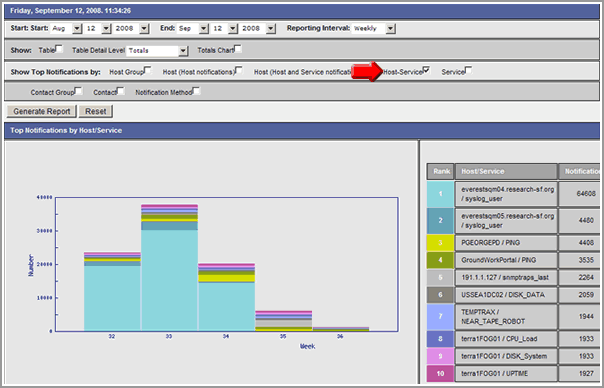 Friday, September 12, 2008. 11:34:26
Start: Start: Aug 12 2008 End: Sep 12 2008 Reporting Interval: Weekly
Show: Table Table Detail Level Totals Totals Chart
Show Top Notifications by: Host Group Host (Host notifications) Host (Host and Service Host-Service Service
Contact Group Contact Notification Method
Generate Report Reset
Top Notifications by Host/Service
Rank Host/Service
1 everestsqm04.research-sf.org / syslog_user 64608
2 everestsqm05.research-sf.org / syslog_user 4480
3 PGEORGEPD / PING 4408
4 GroundWorkPortal / PING 3535
5 191.1.1.127 / snmptraps_last 2264
6 USSEA1DC02 / DISK_DATA 2059
7 TEMPTRAX / NEAR_TAPE_ROBOT 1944
8 terra1FOG01 / CPU_Load 1933
9 terra1FOG01 / DISK_System 1933
10 terra1FOG01 / UPTIME 1927
Number
40000
30000
20000
10000
0
32 33 34 35 36
Week